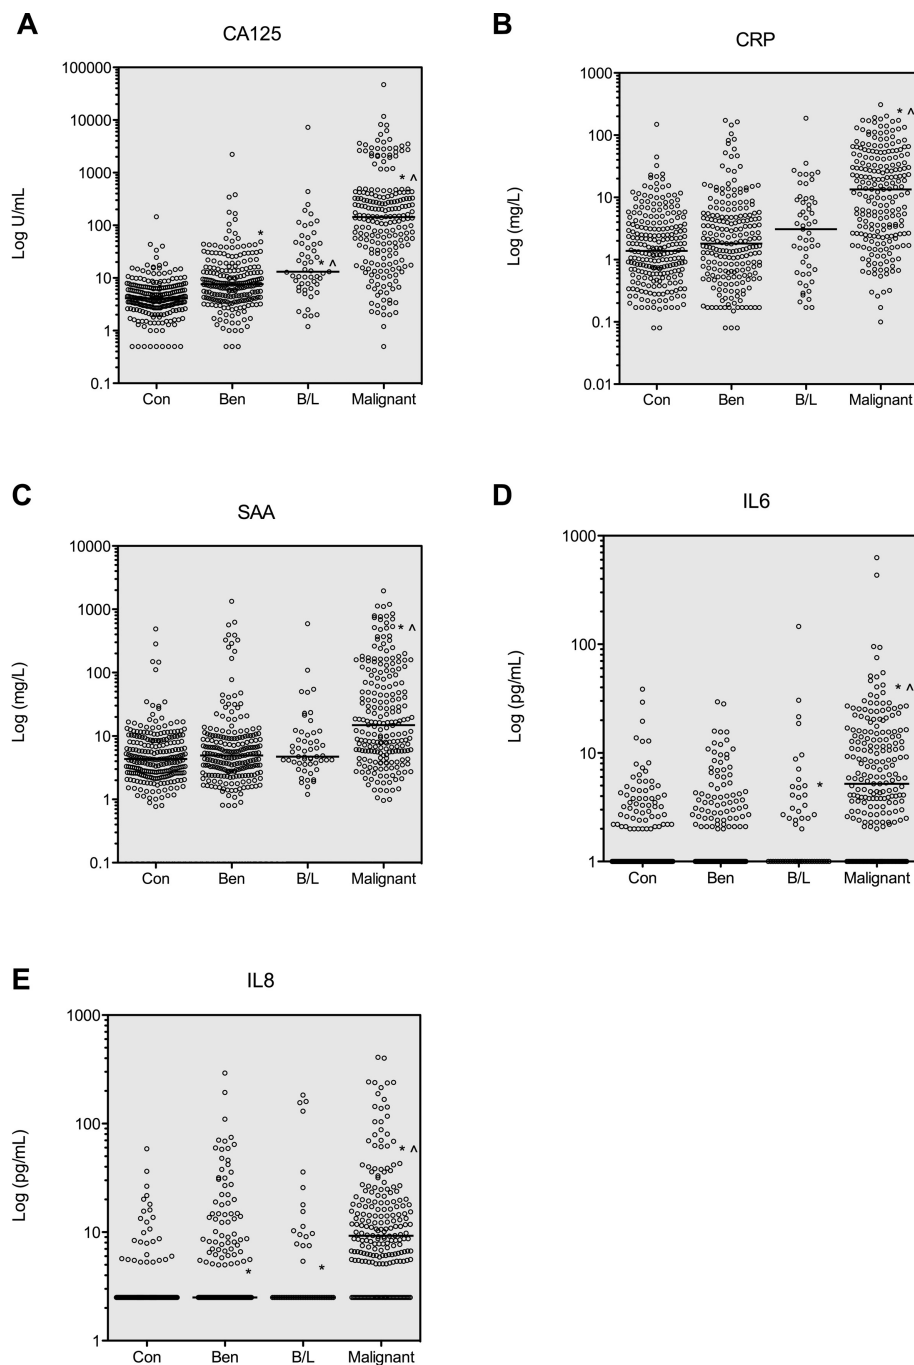 A
CA125
Log U/mL
100000
10000
1000
100
10
1
0.1
*
* ^
* ^
Con Ben B/L Malignant
B
CRP
Log (mg/L)
1000
100
10
1
0.1
0.01
* ^
Con Ben B/L Malignant
C
SAA
Log (mg/L)
10000
1000
100
10
1
0.1
* ^
Con Ben B/L Malignant
D
IL6
Log (pg/mL)
1000
100
10
1
*
* ^
Con Ben B/L Malignant
E
IL8
Log (pg/mL)
1000
100
10
1
*
*
* ^
Con Ben B/L Malignant